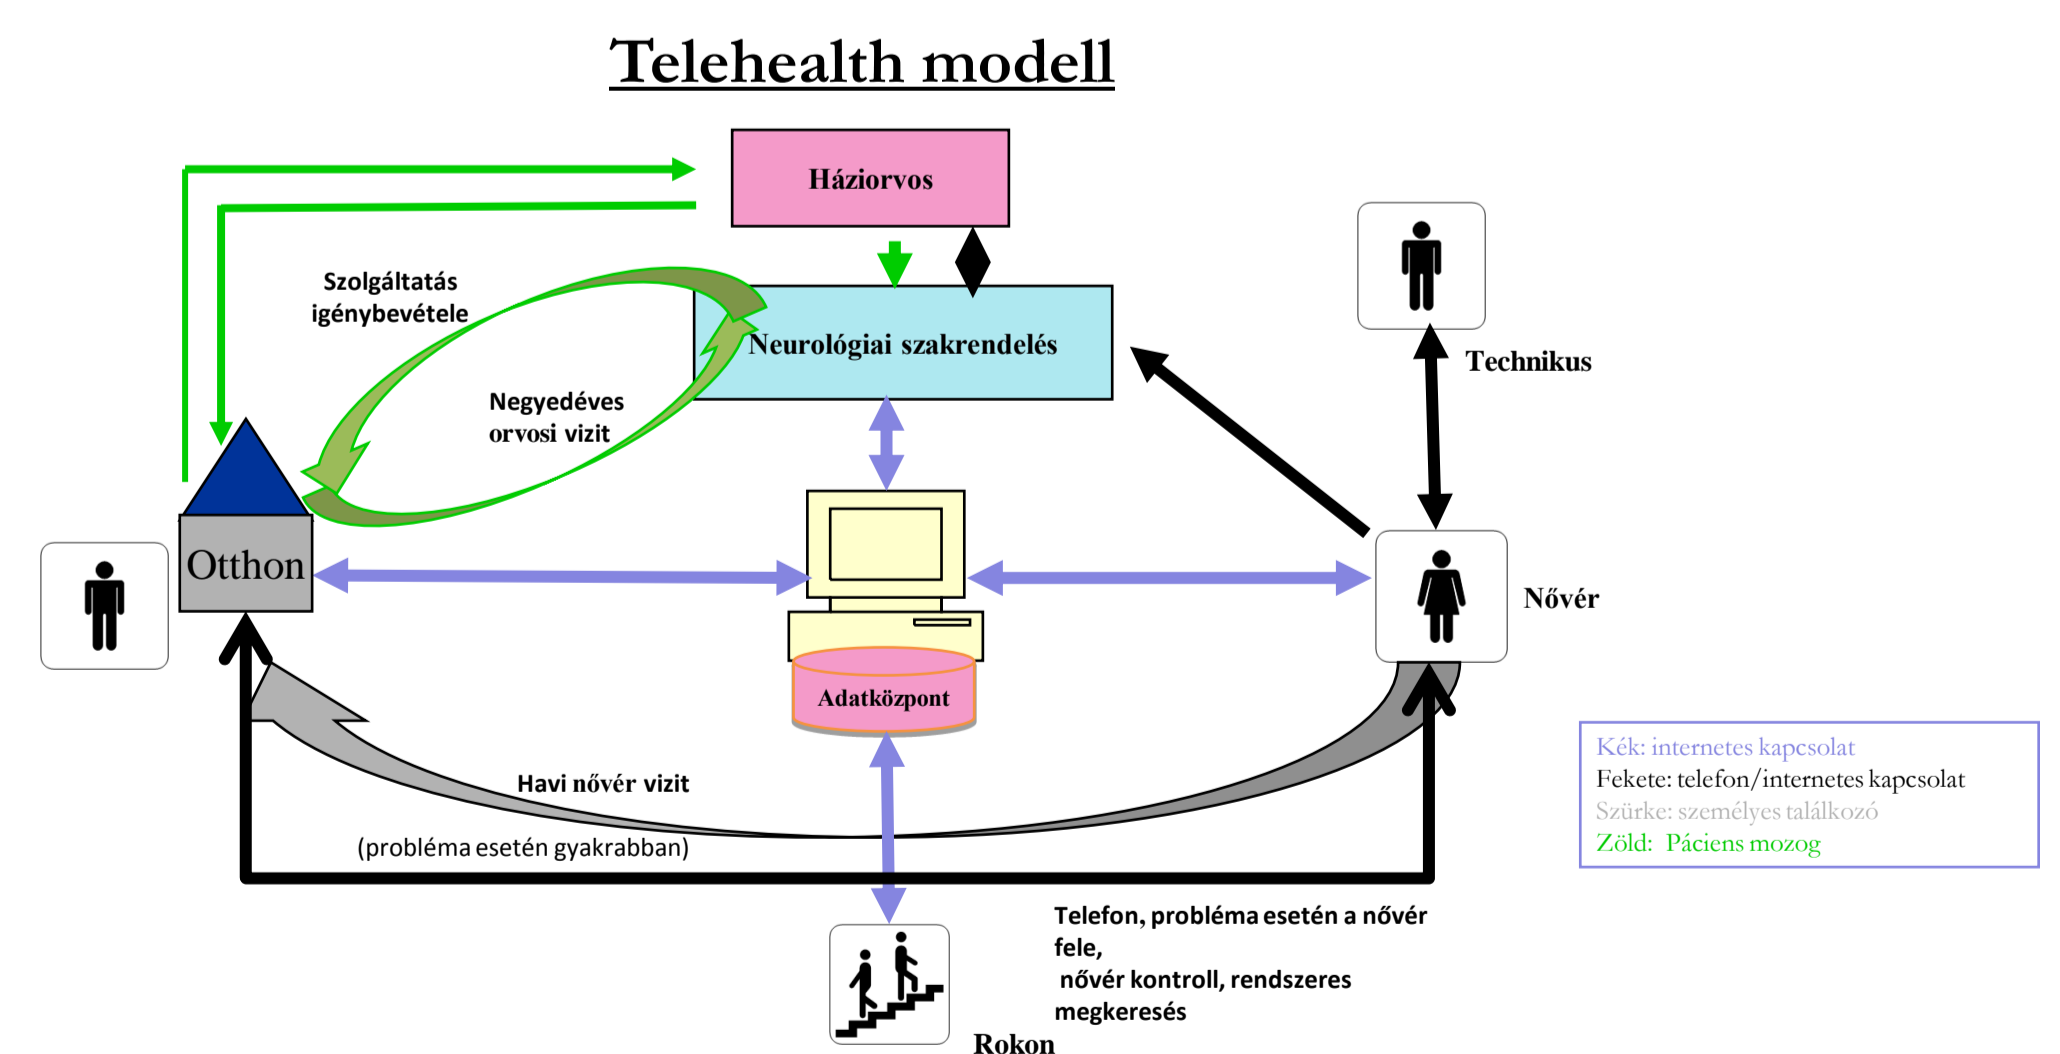 Telehealth modell
Háziorvos
Szolgáltatás
igénybevétele
Neurológiai szakrendelés
Technikus
Negyedéves
orvosi vizit
Otthon
Nővér
Adatközpont
Havi nővér vizit
(probléma esetén gyakrabban)
Kék: internetes kapcsolat
Fekete: telefon/internetes kapcsolat
Szürke: személyes találkozó
Zöld: Páciens mozog
Telefon, probléma esetén a nővér
fele,
nővér kontroll, rendszeres
megkeresés
Rokon